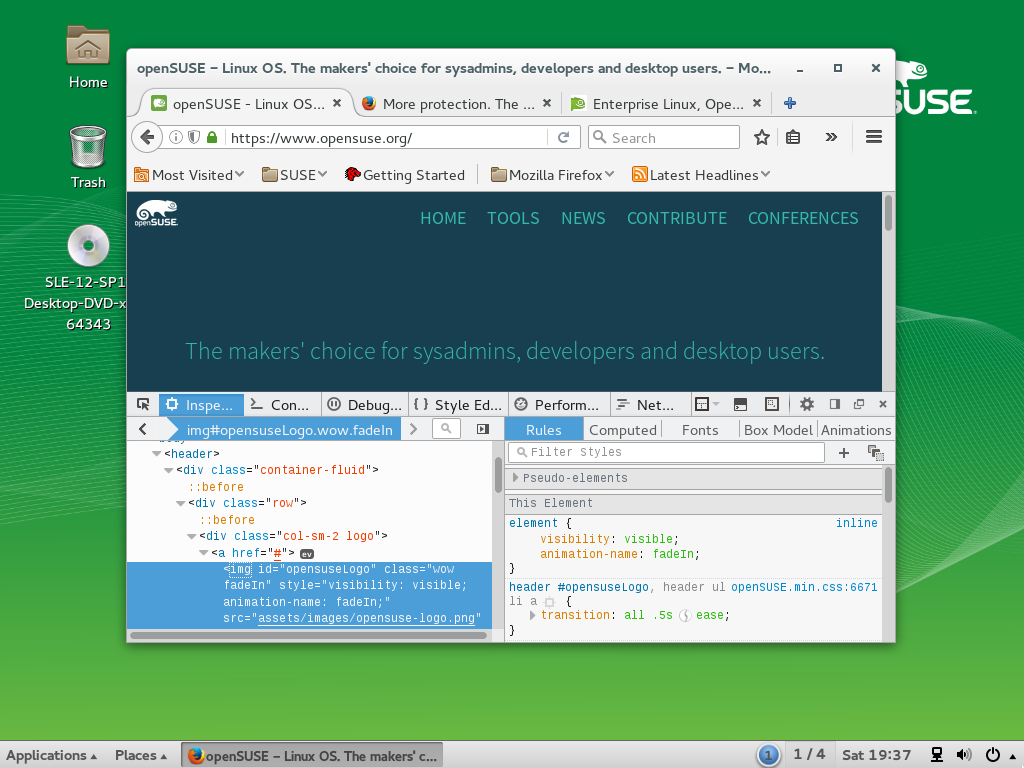 Home
Trash
SLE-12-SP1
Desktop-DVD-x
64343
SUSE
openSUSE - Linux OS. The makers' choice for sysadmins, developers and desktop users. - Mo...
openSUSE - Linux OS...
More protection. The ...
Enterprise Linux, Ope...
https://www.opensuse.org/
Search
Most Visited
SUSE
Getting Started
Mozilla Firefox
Latest Headlines
openSUSE
HOME TOOLS NEWS CONTRIBUTE CONFERENCES
The makers' choice for sysadmins, developers and desktop users.
Inspe... Con... Debug... Style Ed... Perform... Net...
img#opensuseLogo.wow.fadeIn
<header>
<div class="container-fluid">
::before
<div class="row">
::before
<div class="col-sm-2 logo">
<a href="#"> ev
<img id="opensuseLogo" class="wow
fadeIn" style="visibility: visible;
animation-name: fadeIn;"
src="assets/images/opensuse-logo.png"
Rules Computed Fonts Box Model Animations
Filter Styles
Pseudo-elements
This Element
element { inline
visibility: visible;
animation-name: fadeIn;
}
header #opensuseLogo, header ul openSUSE.min.css:6671
li a {
transition: all .5s ease;
}
Applications Places openSUSE - Linux OS. The makers' c... 1 1 / 4 Sat 19:37